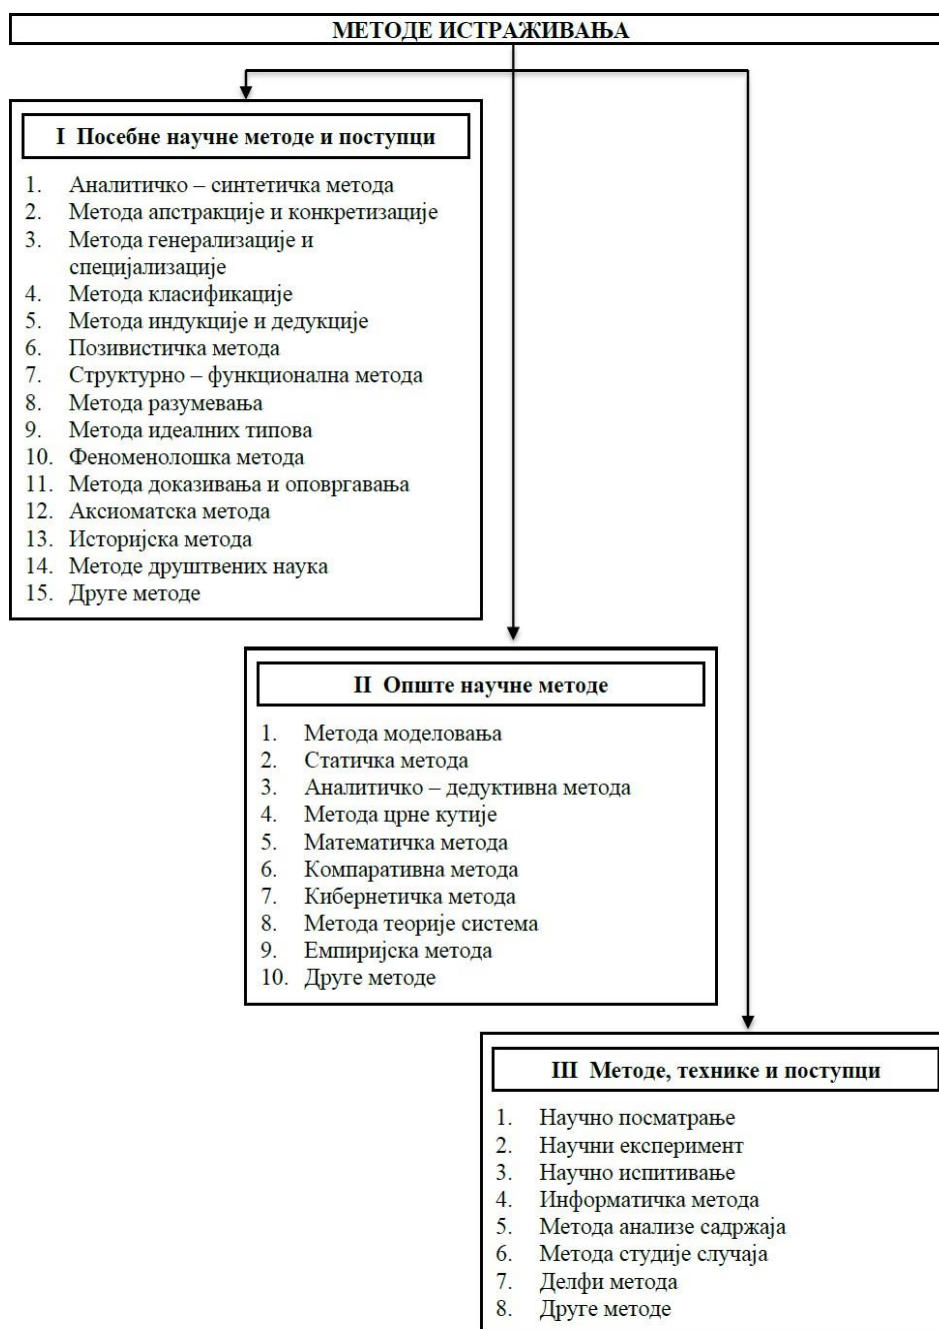 МЕТОДЕ ИСТРАЖИВАЊА
I Посебне научне методе и поступци
1. Аналитичко – синтетичка метода
2. Метода апстракције и конкретизације
3. Метода генерализације и
специјализације
4. Метода класификације
5. Метода индукције и дедукције
6. Позивистичка метода
7. Структурно – функционална метода
8. Метода разумевања
9. Метода идеалних типова
10. Феноменолошка метода
11. Метода доказивања и оповргавања
12. Аксиоматска метода
13. Историјска метода
14. Методе друштвених наука
15. Друге методе
II Опште научне методе
1. Метода моделовања
2. Статичка метода
3. Аналитичко – дедуктивна метода
4. Метода црне кутије
5. Математичка метода
6. Компаративна метода
7. Кибернетичка метода
8. Метода теорије система
9. Емпиријска метода
10. Друге методе
III Методе, технике и поступци
1. Научно посматрање
2. Научни експеримент
3. Научно испитивање
4. Информатичка метода
5. Метода анализе садржаја
6. Метода студије случаја
7. Делфи метода
8. Друге методе